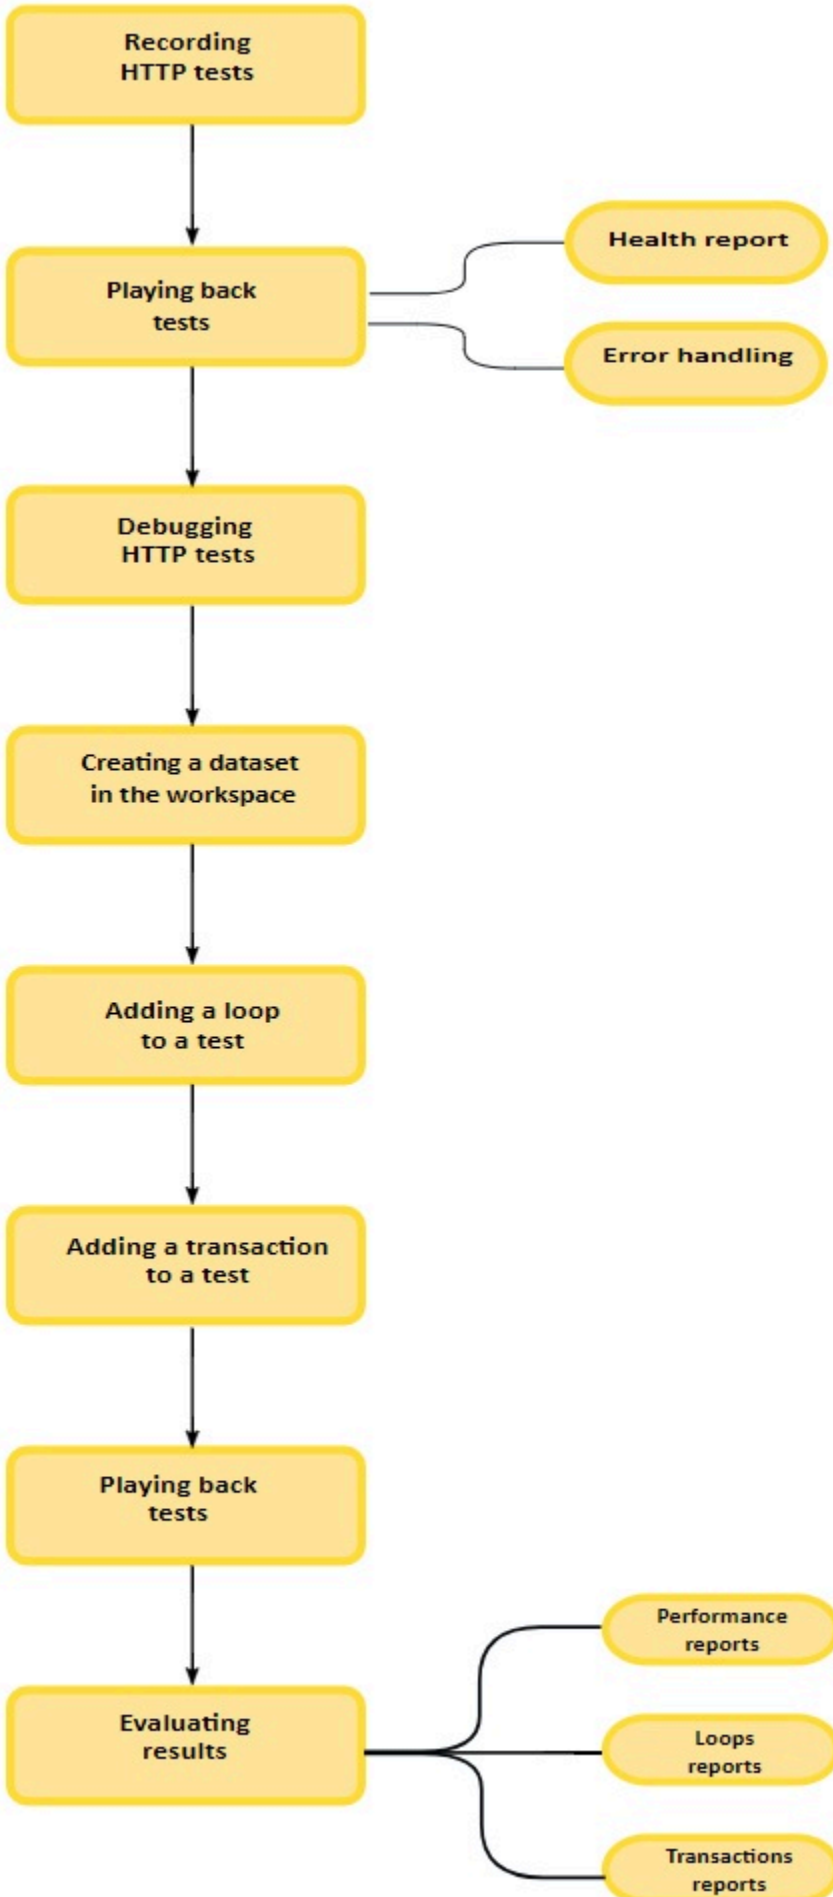 Recording
HTTP tests
Playing back
tests
Health report
Error handling
Debugging
HTTP tests
Creating a dataset
in the workspace
Adding a loop
to a test
Adding a transaction
to a test
Playing back
tests
Evaluating
results
Performance
reports
Loops
reports
Transactions
reports